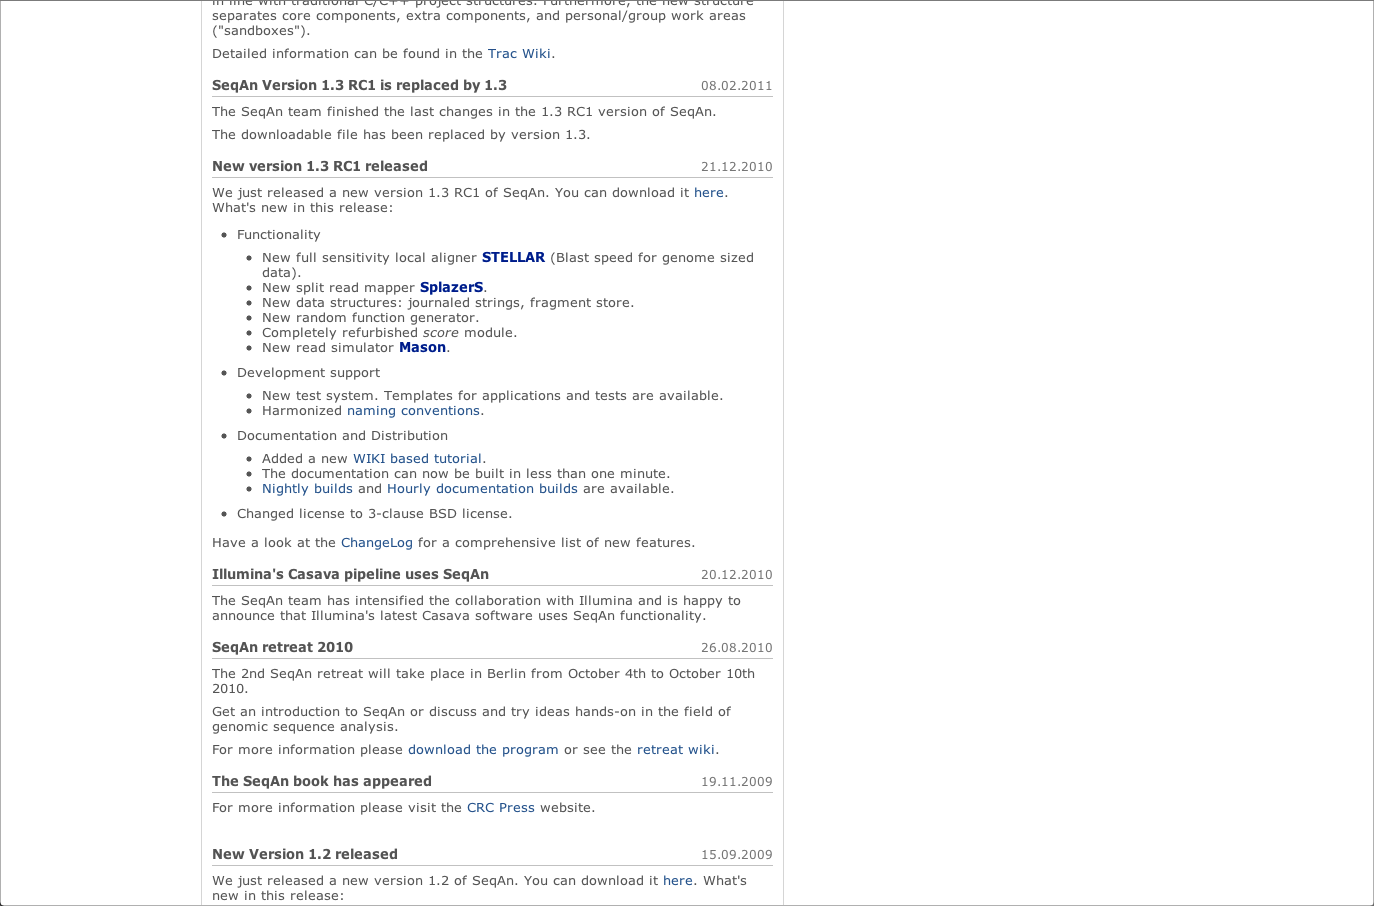 in line with traditional C/C++ project structures. Furthermore, the new structure
separates core components, extra components, and personal/group work areas
("sandboxes").
Detailed information can be found in the Trac Wiki.
SeqAn Version 1.3 RC1 is replaced by 1.3 08.02.2011
The SeqAn team finished the last changes in the 1.3 RC1 version of SeqAn.
The downloadable file has been replaced by version 1.3.
New version 1.3 RC1 released 21.12.2010
We just released a new version 1.3 RC1 of SeqAn. You can download it here.
What's new in this release:
• Functionality
• New full sensitivity local aligner STELLAR (Blast speed for genome sized
data).
• New split read mapper SplazerS.
• New data structures: journaled strings, fragment store.
• New random function generator.
• Completely refurbished score module.
• New read simulator Mason.
• Development support
• New test system. Templates for applications and tests are available.
• Harmonized naming conventions.
• Documentation and Distribution
• Added a new WIKI based tutorial.
• The documentation can now be built in less than one minute.
• Nightly builds and Hourly documentation builds are available.
• Changed license to 3-clause BSD license.
Have a look at the ChangeLog for a comprehensive list of new features.
Illumina's Casava pipeline uses SeqAn 20.12.2010
The SeqAn team has intensified the collaboration with Illumina and is happy to
announce that Illumina's latest Casava software uses SeqAn functionality.
SeqAn retreat 2010 26.08.2010
The 2nd SeqAn retreat will take place in Berlin from October 4th to October 10th
2010.
Get an introduction to SeqAn or discuss and try ideas hands-on in the field of
genomic sequence analysis.
For more information please download the program or see the retreat wiki.
The SeqAn book has appeared 19.11.2009
For more information please visit the CRC Press website.
New Version 1.2 released 15.09.2009
We just released a new version 1.2 of SeqAn. You can download it here. What's
new in this release: